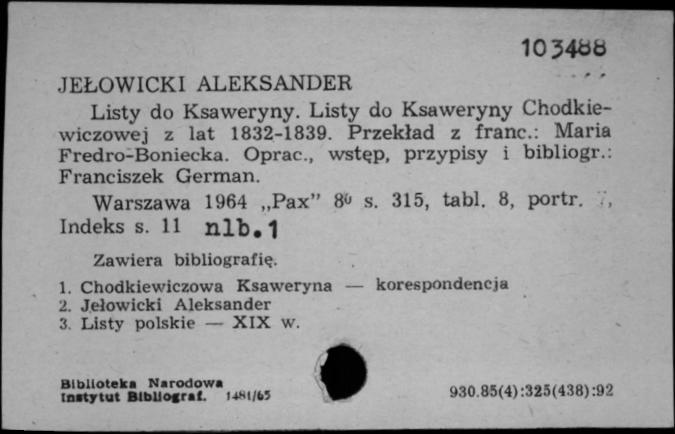 103488
JEŁOWICKI ALEKSANDER
Listy do Ksaweryny. Listy do Ksaweryny Chodkie-
wiczowej z lat 1832-1839. Przekład z franc.: Maria
Fredro-Boniecka. Oprac., wstęp, przypisy i bibliogr.:
Franciszek German.
Warszawa 1964 „Pax” 8⁰ s. 315, tabl. 8, portr. 7,
Indeks s. 11 nlb. 1
Zawiera bibliografię.
1. Chodkiewiczowa Ksaweryna — korespondencja
2. Jełowicki Aleksander
3. Listy polskie — XIX w.
Biblioteka Narodowa
Instytut Bibliograf. 1481/65
930.85(4):325(438):92